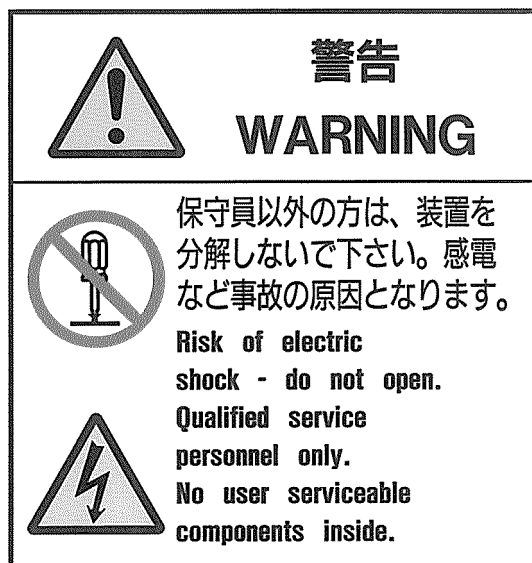 警告
WARNING
保守員以外の方は、装置を
分解しないで下さい。感電
など事故の原因となります。
Risk of electric
shock - do not open.
Qualified service
personnel only.
No user serviceable
components inside.